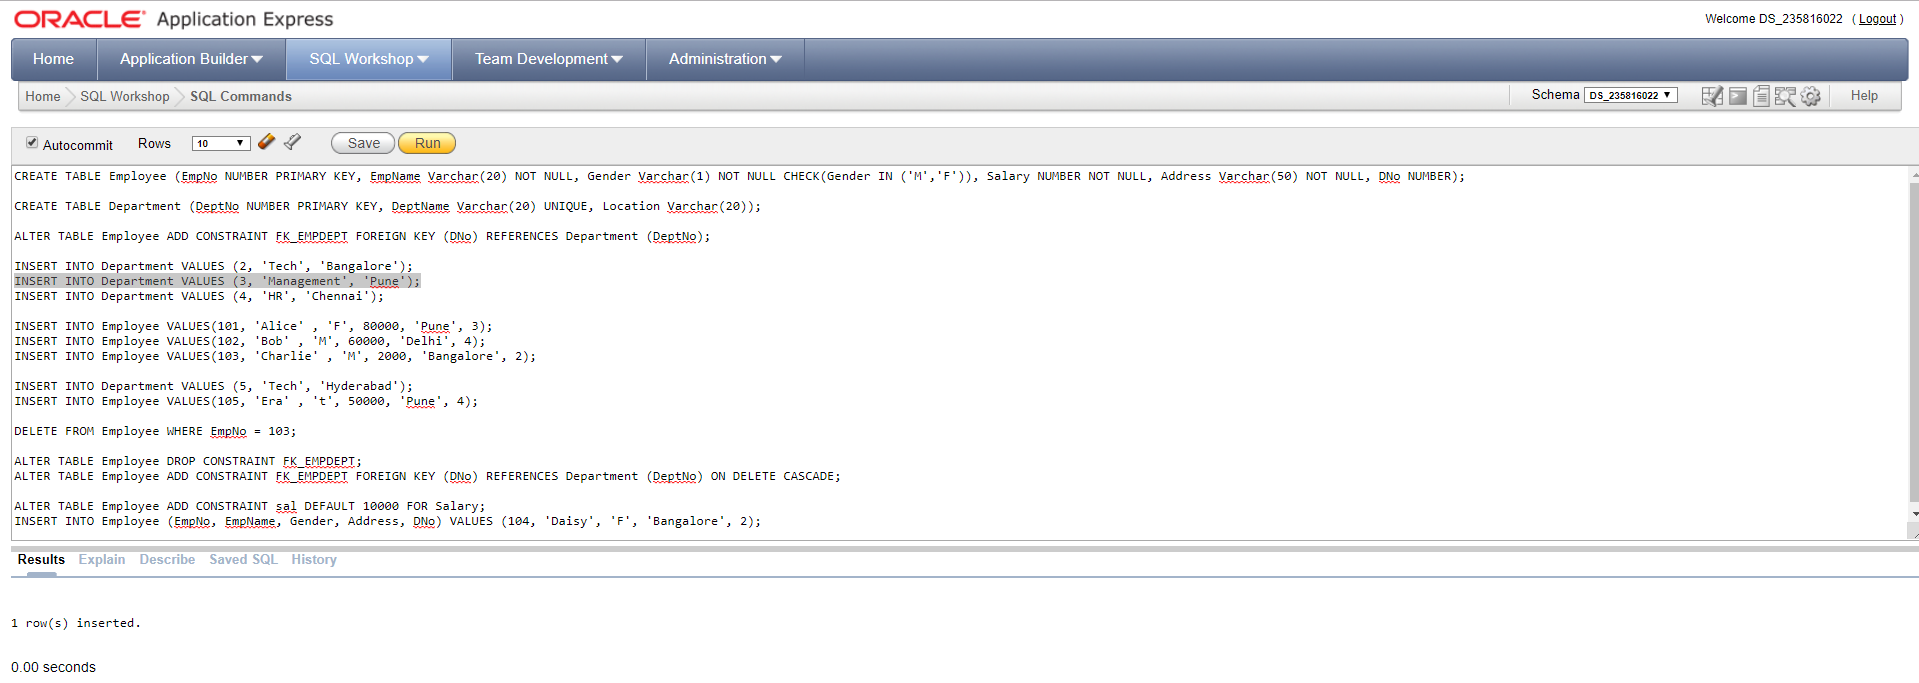 ORACLE Application Express
Welcome DS_235816022 ( Logout )
Home Application Builder SQL Workshop Team Development Administration
Home SQL Workshop SQL Commands
Schema DS_235816022 Help
Autocommit Rows 10 Save Run
CREATE TABLE Employee (EmpNo NUMBER PRIMARY KEY, EmpName Varchar(20) NOT NULL, Gender Varchar(1) NOT NULL CHECK(Gender IN ('M','F')), Salary NUMBER NOT NULL, Address Varchar(50) NOT NULL, DNo NUMBER);
CREATE TABLE Department (DeptNo NUMBER PRIMARY KEY, DeptName Varchar(20) UNIQUE, Location Varchar(20));
ALTER TABLE Employee ADD CONSTRAINT FK_EMPDEPT FOREIGN KEY (DNo) REFERENCES Department (DeptNo);
INSERT INTO Department VALUES (2, 'Tech', 'Bangalore');
INSERT INTO Department VALUES (3, 'Management', 'Pune');
INSERT INTO Department VALUES (4, 'HR', 'Chennai');
INSERT INTO Employee VALUES(101, 'Alice' , 'F', 80000, 'Pune', 3);
INSERT INTO Employee VALUES(102, 'Bob' , 'M', 60000, 'Delhi', 4);
INSERT INTO Employee VALUES(103, 'Charlie' , 'M', 2000, 'Bangalore', 2);
INSERT INTO Department VALUES (5, 'Tech', 'Hyderabad');
INSERT INTO Employee VALUES(105, 'Era' , 't', 50000, 'Pune', 4);
DELETE FROM Employee WHERE EmpNo = 103;
ALTER TABLE Employee DROP CONSTRAINT FK_EMPDEPT;
ALTER TABLE Employee ADD CONSTRAINT FK_EMPDEPT FOREIGN KEY (DNo) REFERENCES Department (DeptNo) ON DELETE CASCADE;
ALTER TABLE Employee ADD CONSTRAINT sal DEFAULT 10000 FOR Salary;
INSERT INTO Employee (EmpNo, EmpName, Gender, Address, DNo) VALUES (104, 'Daisy', 'F', 'Bangalore', 2);
Results Explain Describe Saved SQL History
1 row(s) inserted.
0.00 seconds